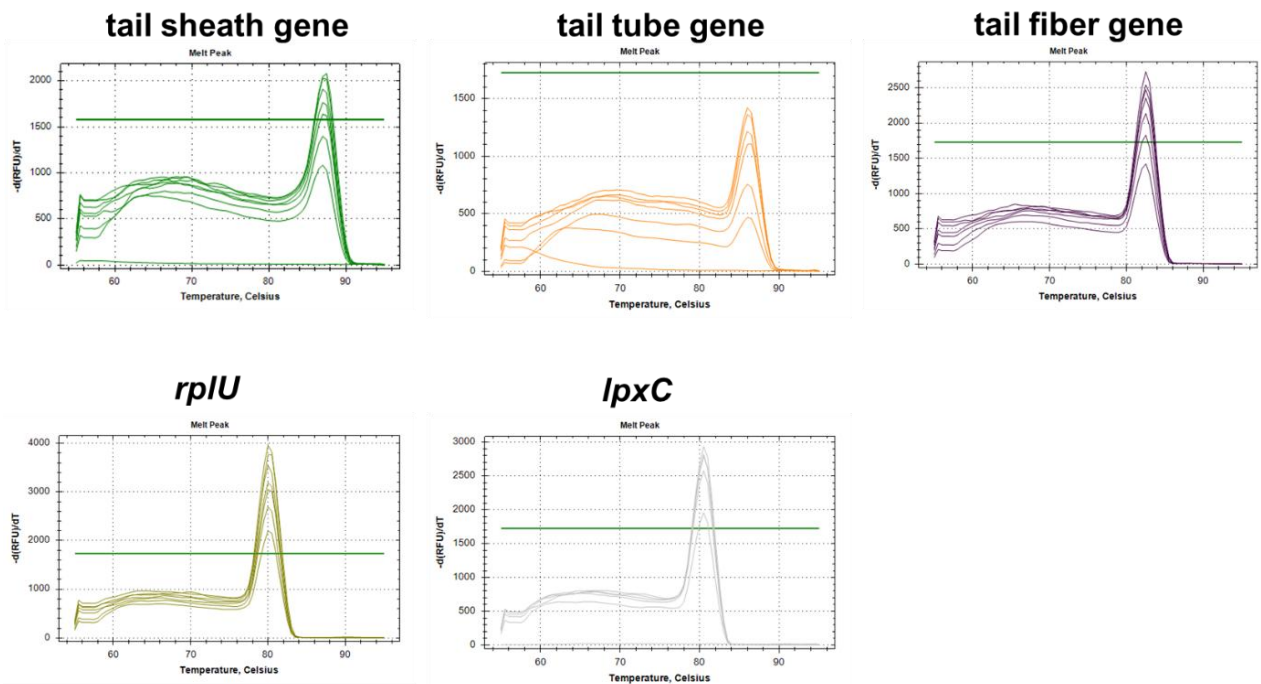 tail sheath gene
Melt Peak
2000
1500
1000
500
0
-d(RFU)/dT
60
70
80
90
Temperature, Celsius
tail tube gene
Melt Peak
1500
1000
500
0
-d(RFU)/dT
60
70
80
90
Temperature, Celsius
tail fiber gene
Melt Peak
2500
2000
1500
1000
500
0
-d(RFU)/dT
60
70
80
90
Temperature, Celsius
rplU
Melt Peak
4000
3000
2000
1000
0
-d(RFU)/dT
60
70
80
90
Temperature, Celsius
lpxC
Melt Peak
3000
2500
2000
1500
1000
500
0
-d(RFU)/dT
60
70
80
90
Temperature, Celsius